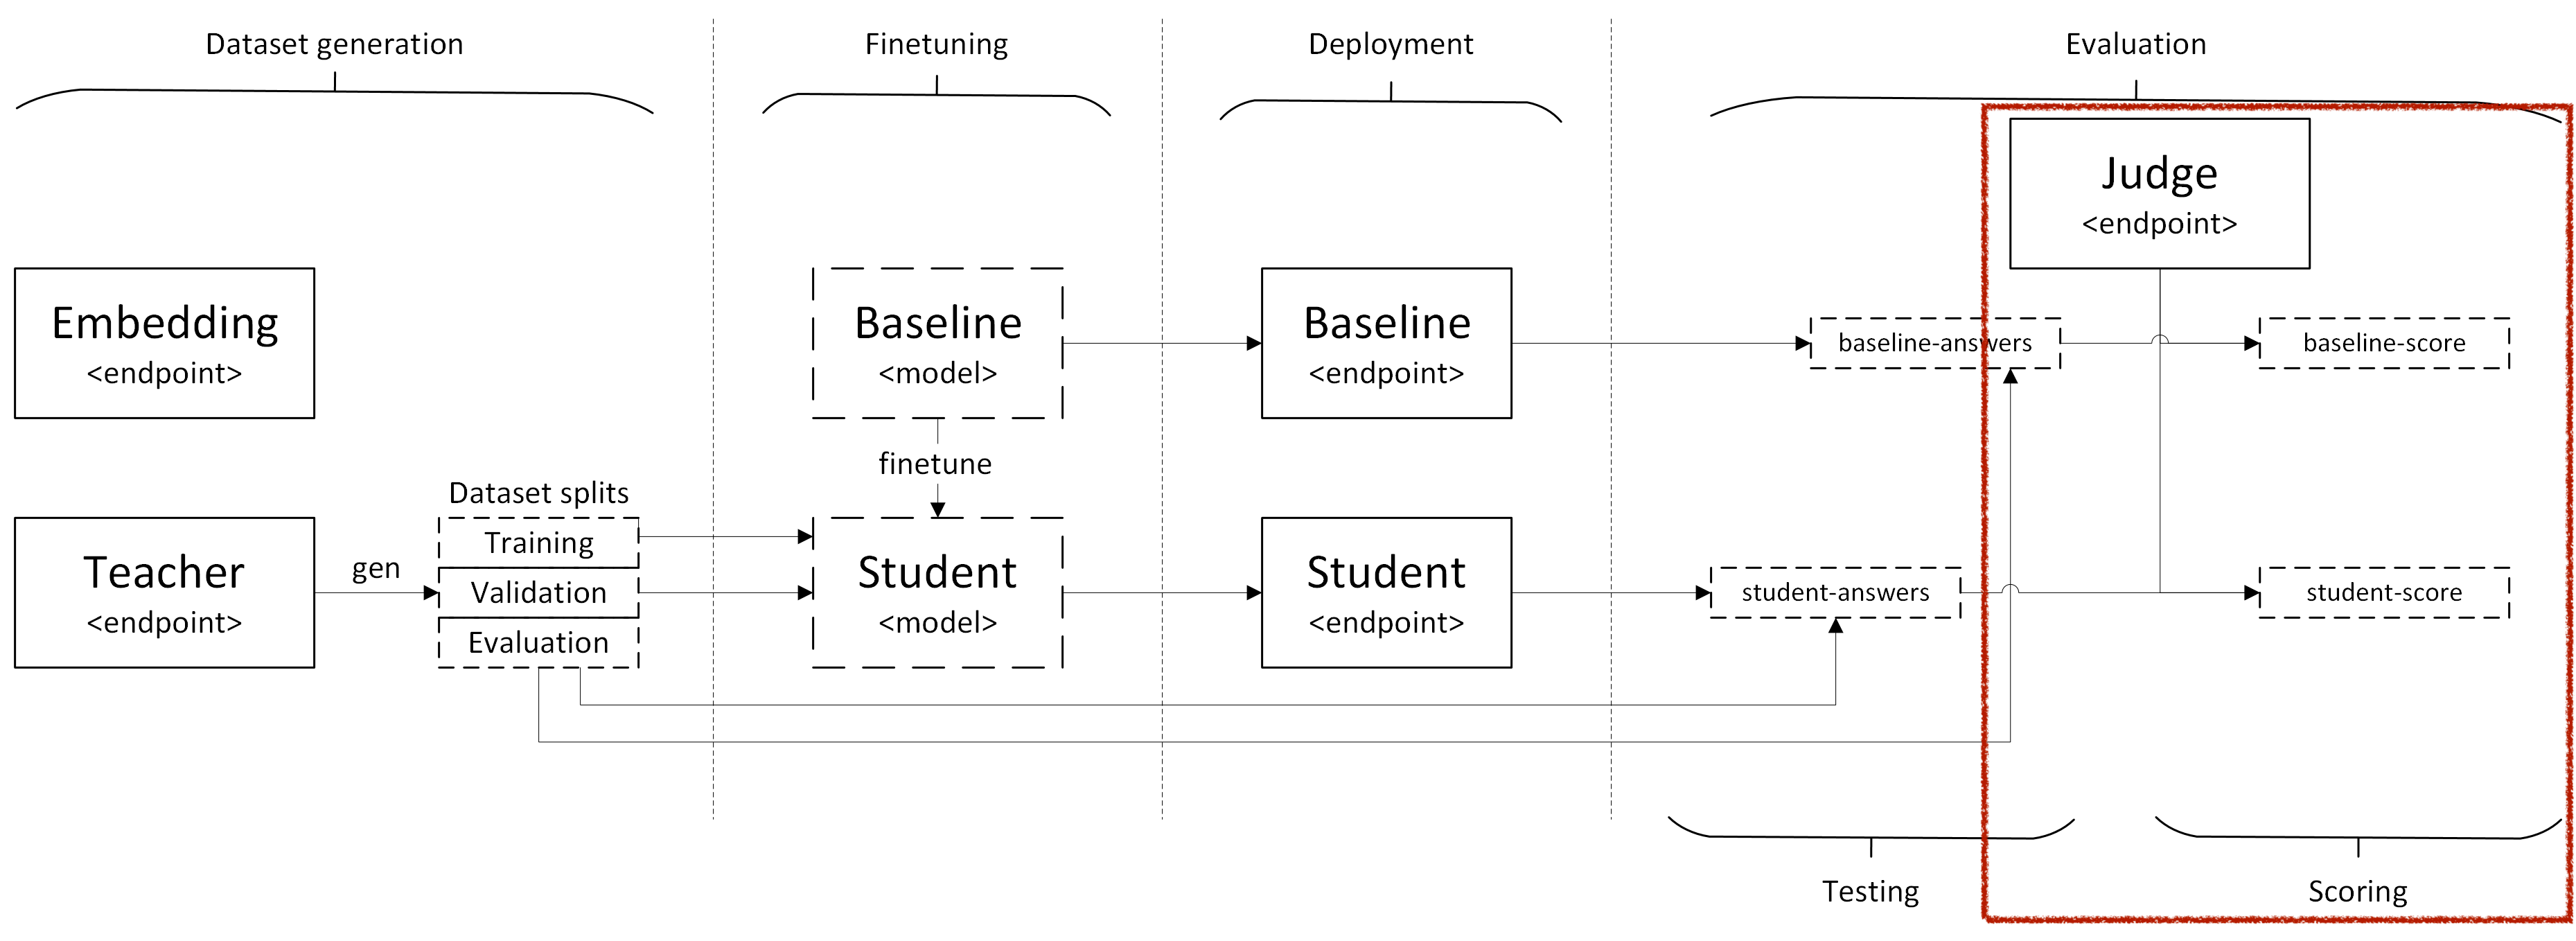 Dataset generation
Finetuning
Deployment
Evaluation
Judge
<endpoint>
Embedding
<endpoint>
Baseline
<model>
Baseline
<endpoint>
baseline-answers
baseline-score
finetune
Dataset splits
Teacher
<endpoint>
gen
Training
Validation
Evaluation
Student
<model>
Student
<endpoint>
student-answers
student-score
Testing
Scoring